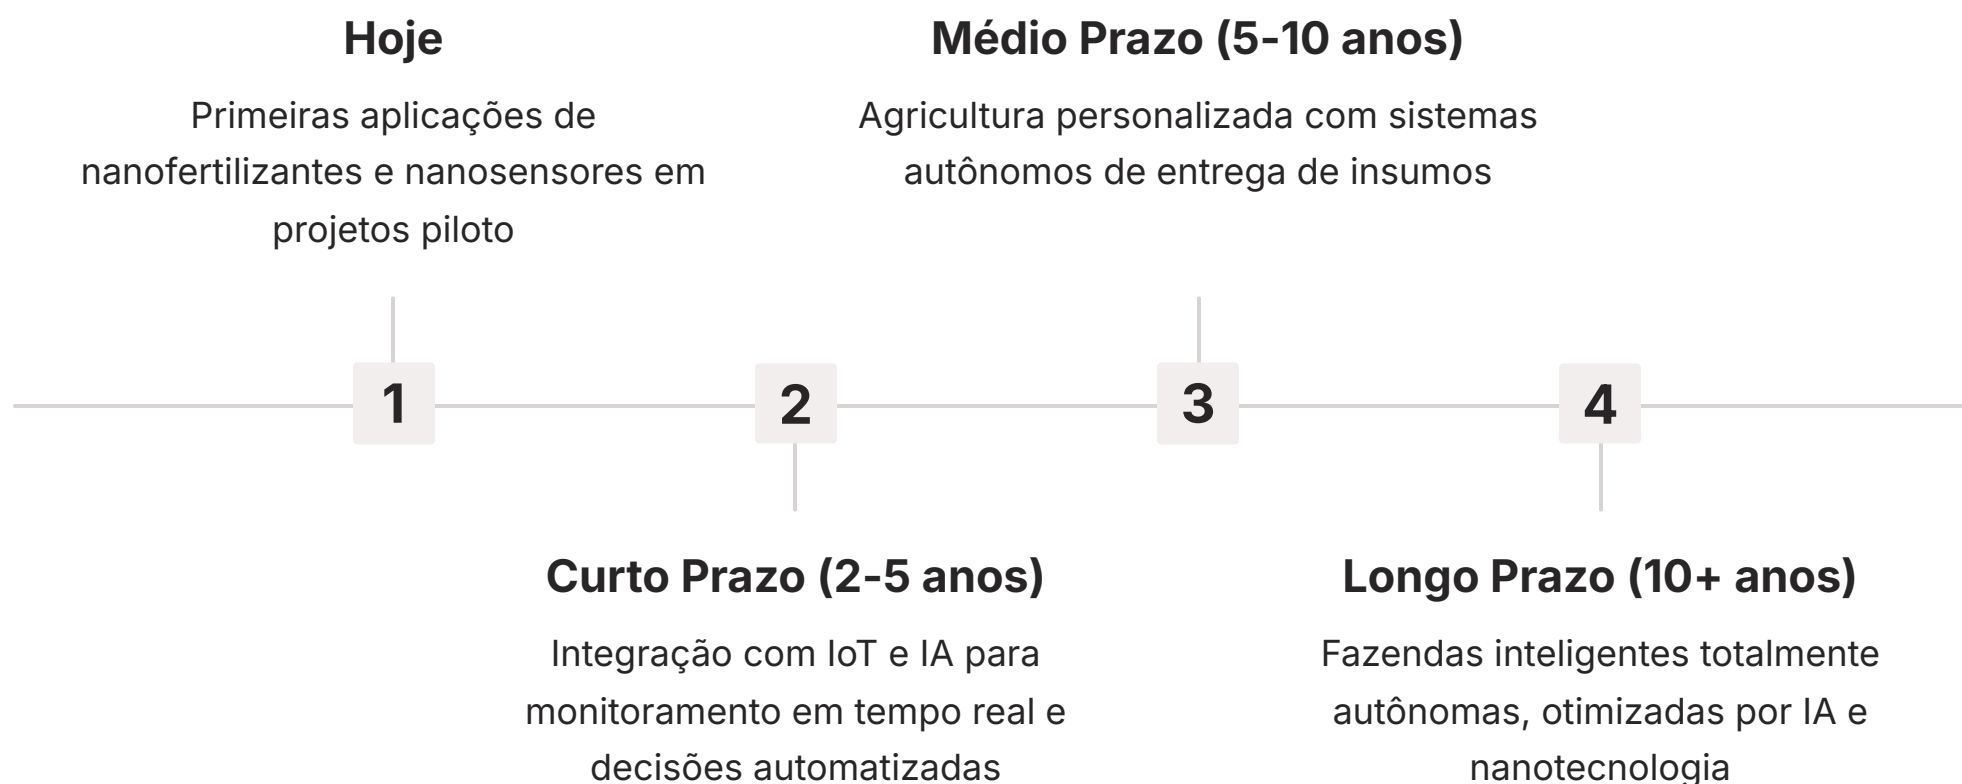 Hoje
Primeiras aplicações de
nanofertilizantes e nanosensores em
projetos piloto
Médio Prazo (5-10 anos)
Agricultura personalizada com sistemas
autônomos de entrega de insumos
1
2
3
4
Curto Prazo (2-5 anos)
Integração com IoT e IA para
monitoramento em tempo real e
decisões automatizadas
Longo Prazo (10+ anos)
Fazendas inteligentes totalmente
autônomas, otimizadas por IA e
nanotecnologia